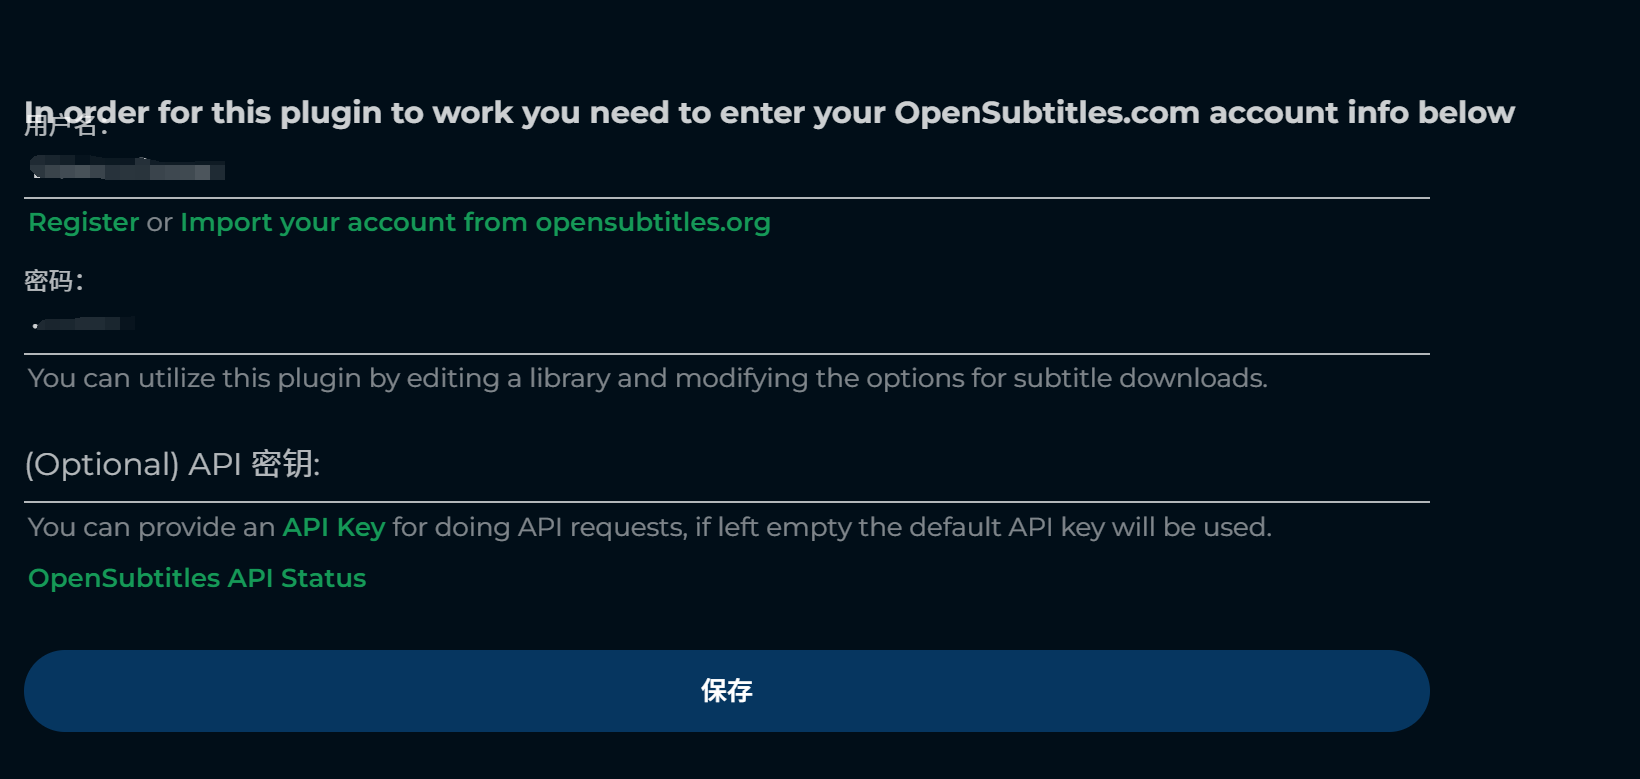 In order for this plugin to work you need to enter your OpenSubtitles.com account info below
用户名：
Register or Import your account from opensubtitles.org
密码：
You can utilize this plugin by editing a library and modifying the options for subtitle downloads.
(Optional) API 密钥:
You can provide an API Key for doing API requests, if left empty the default API key will be used.
OpenSubtitles API Status
保存